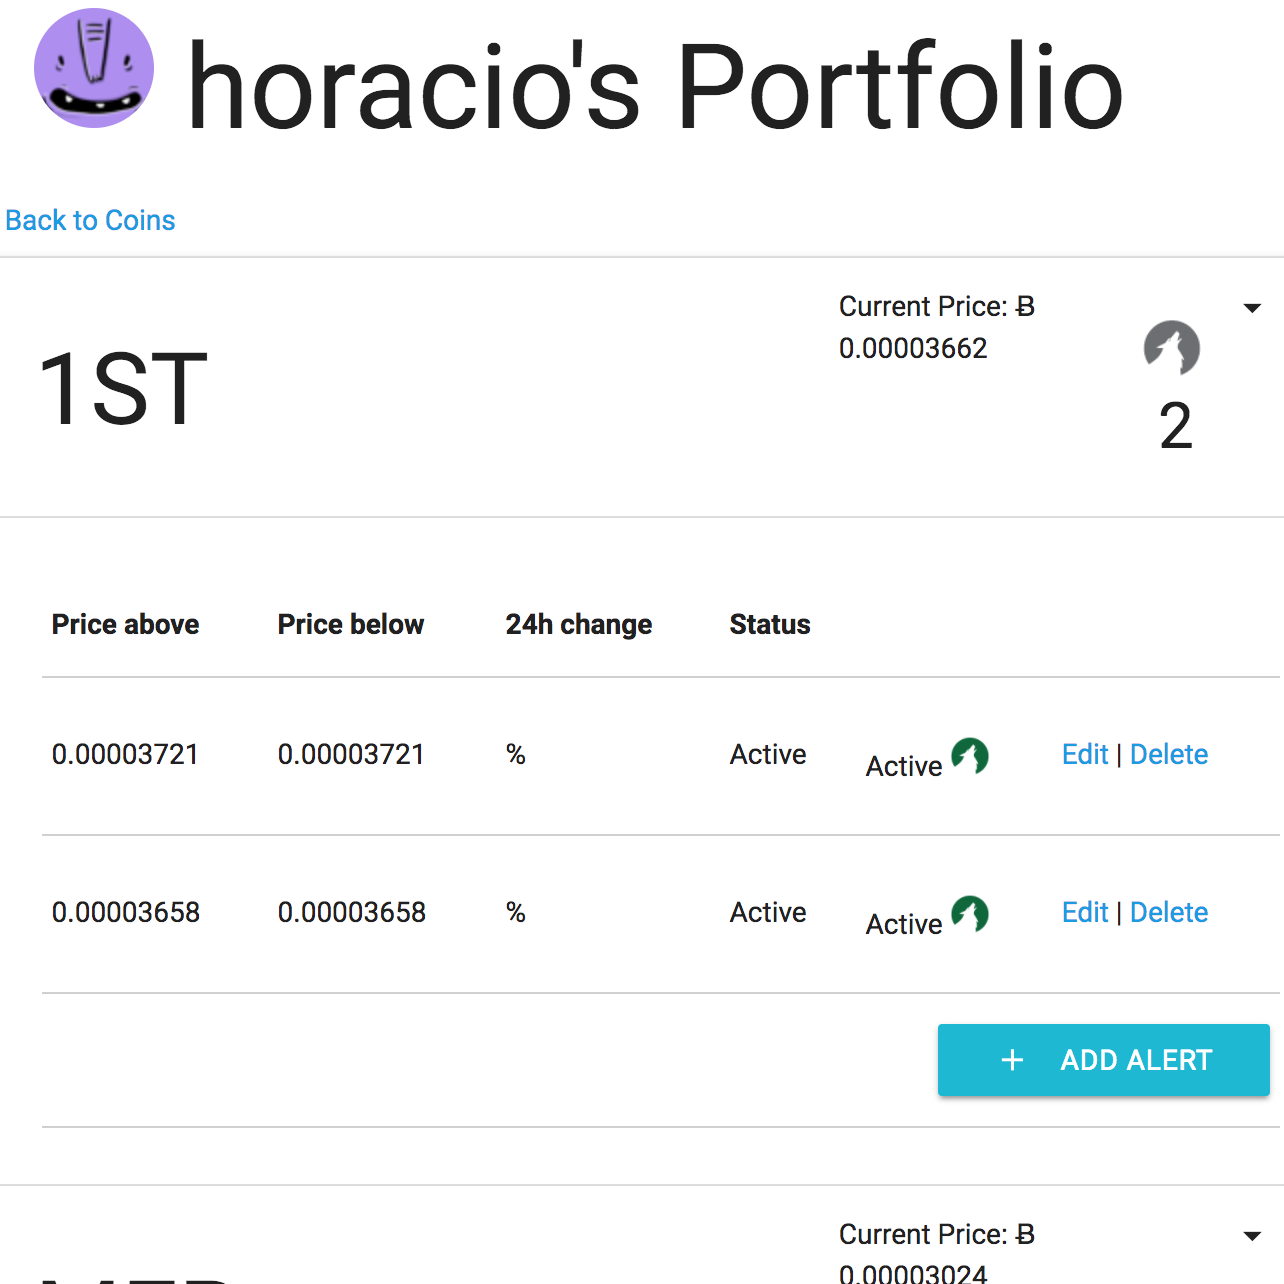 horacio's Portfolio
Back to Coins
1ST
Current Price: Ƀ
0.00003662
2
Price above Price below 24h change Status
0.00003721 0.00003721 % Active Active Edit | Delete
0.00003658 0.00003658 % Active Active Edit | Delete
+ ADD ALERT
Current Price: Ƀ
0.00003024